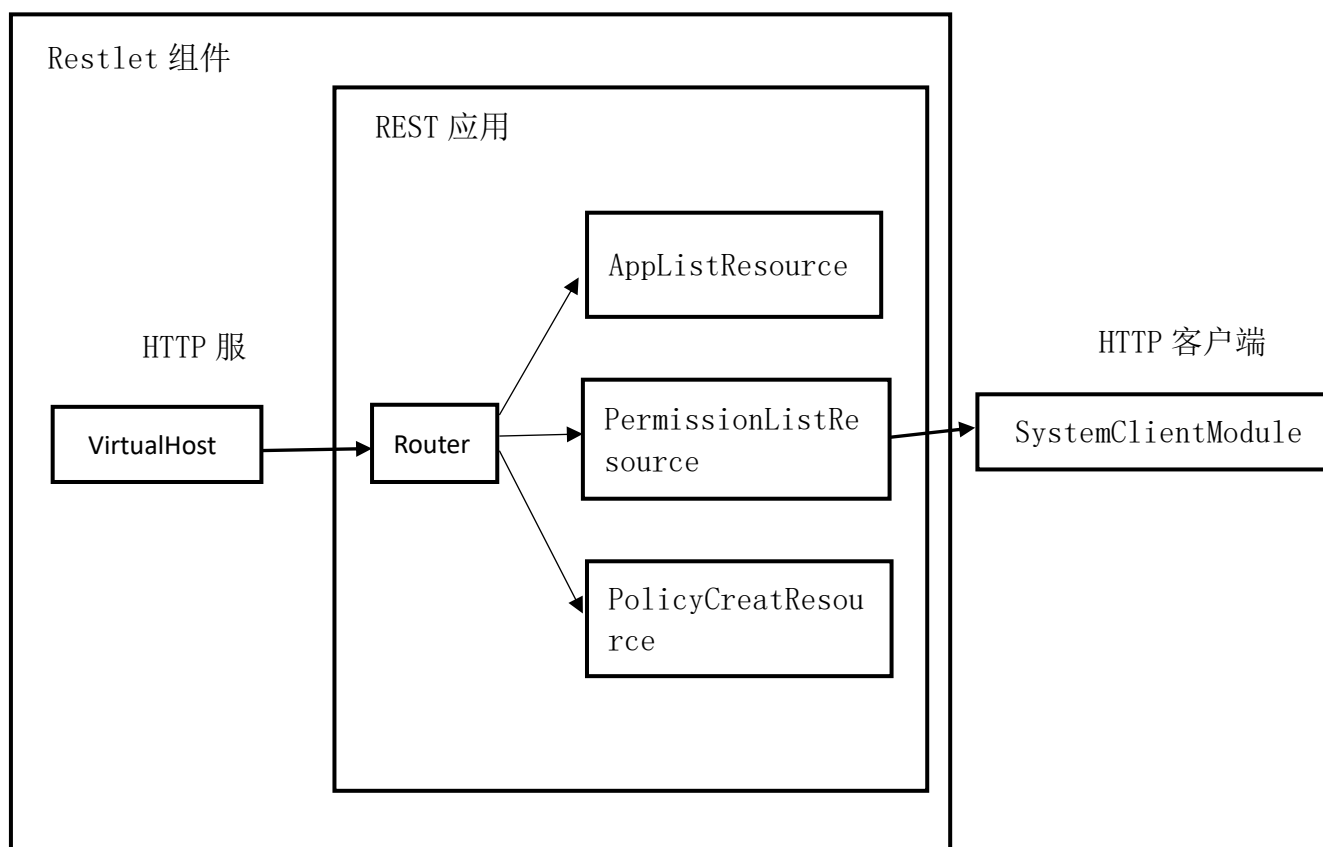 Restlet 组件
REST 应用
AppListResource
HTTP 服
HTTP 客户端
VirtualHost
Router
PermissionListRe
source
SystemClientModule
PolicyCreatResou
rce